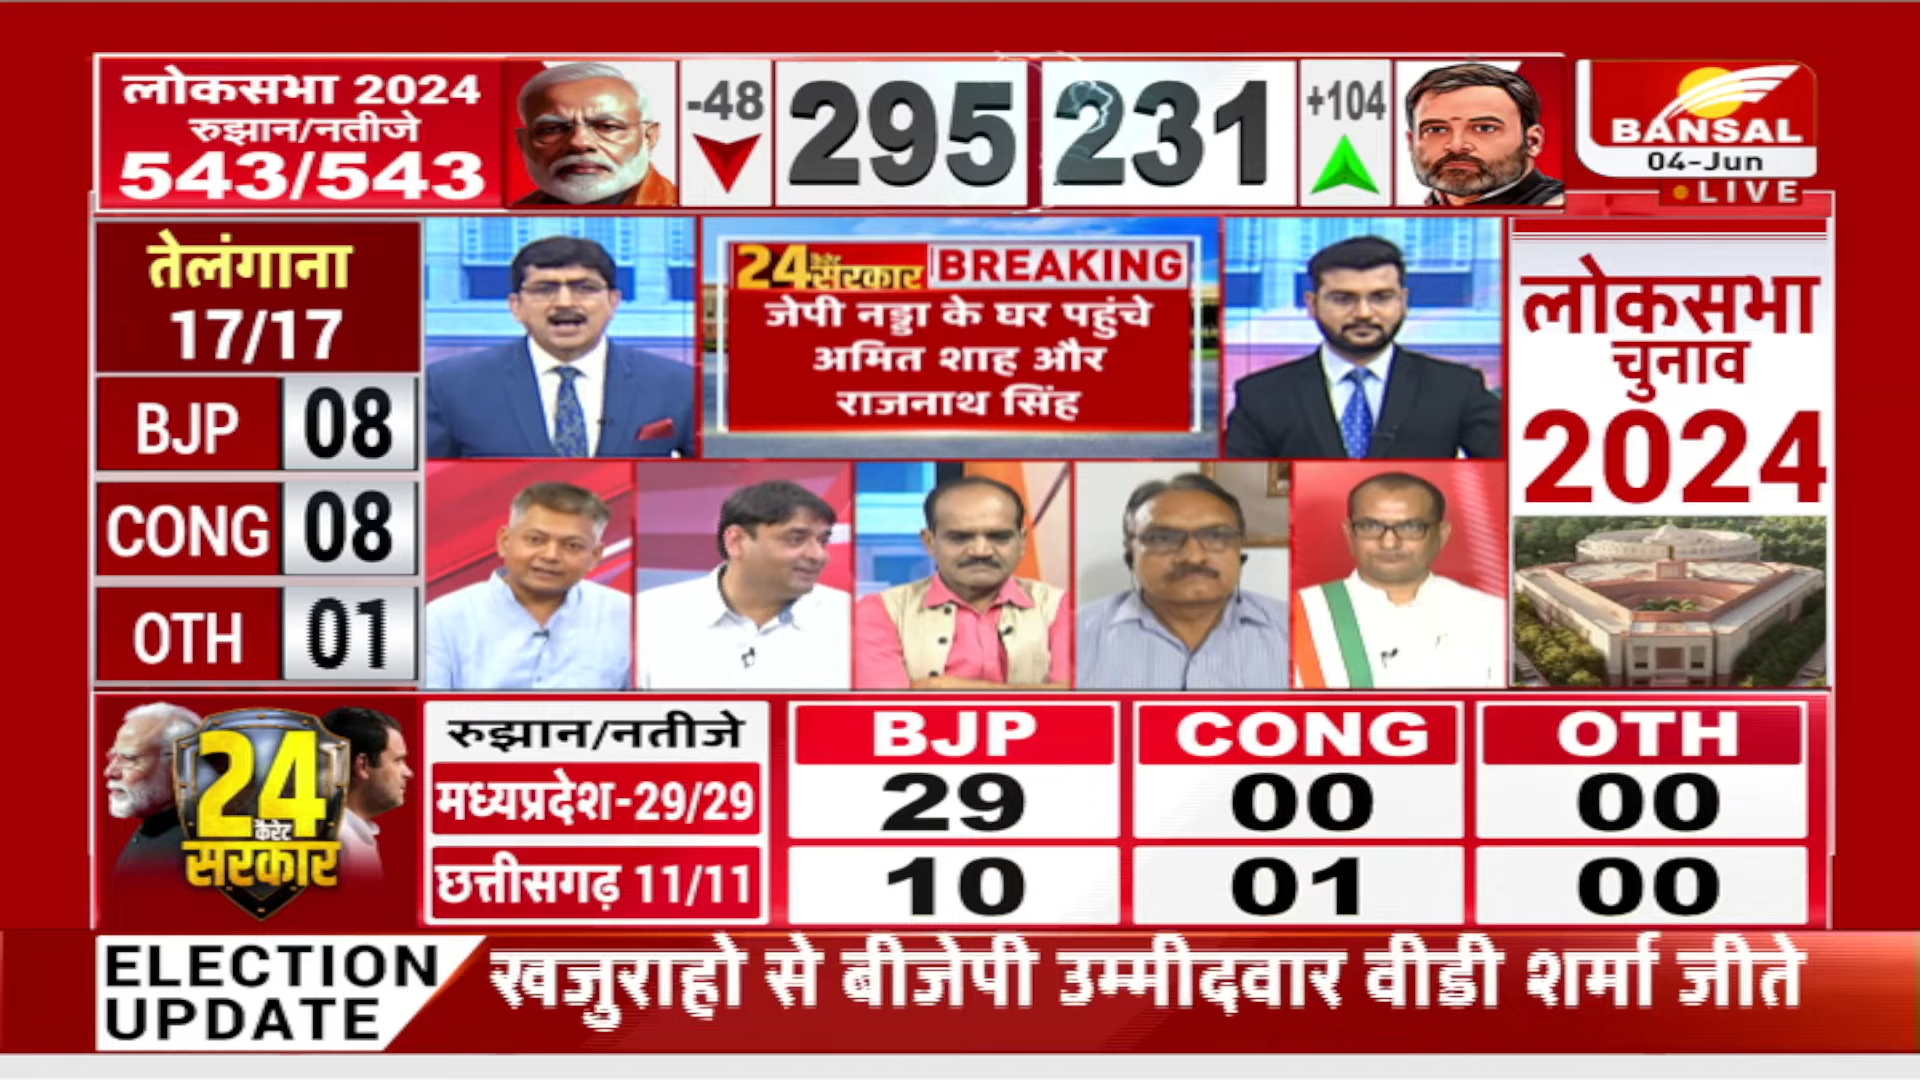 लोकसभा 2024
रुझान/नतीजे
543/543
-48
295
231
+104
BANSAL
04-Jun
LIVE
तेलंगाना
17/17
BJP 08
CONG 08
OTH 01
24 कैरेट सरकार BREAKING
जेपी नड्डा के घर पहुंचे
अमित शाह और
राजनाथ सिंह
लोकसभा
चुनाव
2024
24
कैरेट
सरकार
रुझान/नतीजे BJP CONG OTH
मध्यप्रदेश-29/29 29 00 00
छत्तीसगढ़ 11/11 10 01 00
ELECTION
UPDATE
खजुराहो से बीजेपी उम्मीदवार वीडी शर्मा जीते